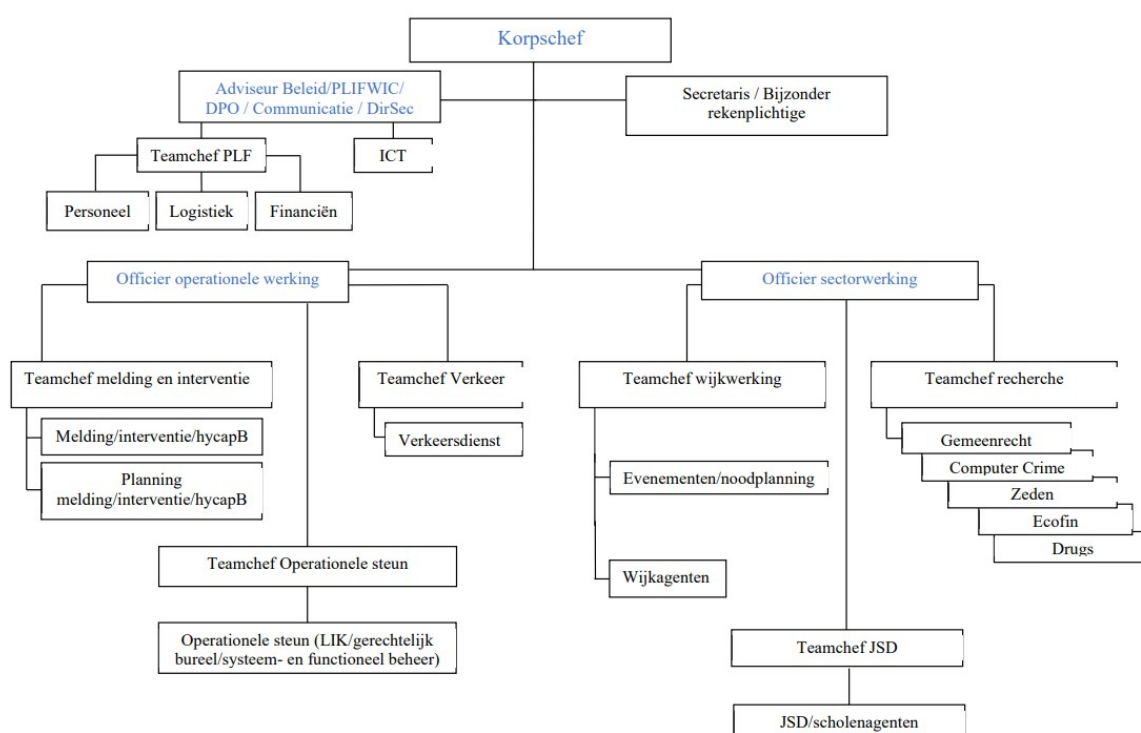 Korpschef
Adviseur Beleid/PLIFWIC/
DPO / Communicatie / DirSec
Secretaris / Bijzonder
rekenplichtige
Teamchef PLF
ICT
Personeel
Logistiek
Financiën
Officier operationele werking
Officier sectorwerking
Teamchef melding en interventie
Teamchef Verkeer
Teamchef wijkwerking
Teamchef recherche
Melding/interventie/hycapB
Verkeersdienst
Gemeenrecht
Computer Crime
Planning
melding/interventie/hycapB
Evenementen/noodplanning
Zeden
Ecofin
Drugs
Teamchef Operationele steun
Wijkagenten
Operationele steun (LIK/gerechtelijk
bureel/systeem- en functioneel beheer)
Teamchef JSD
JSD/scholenagenten